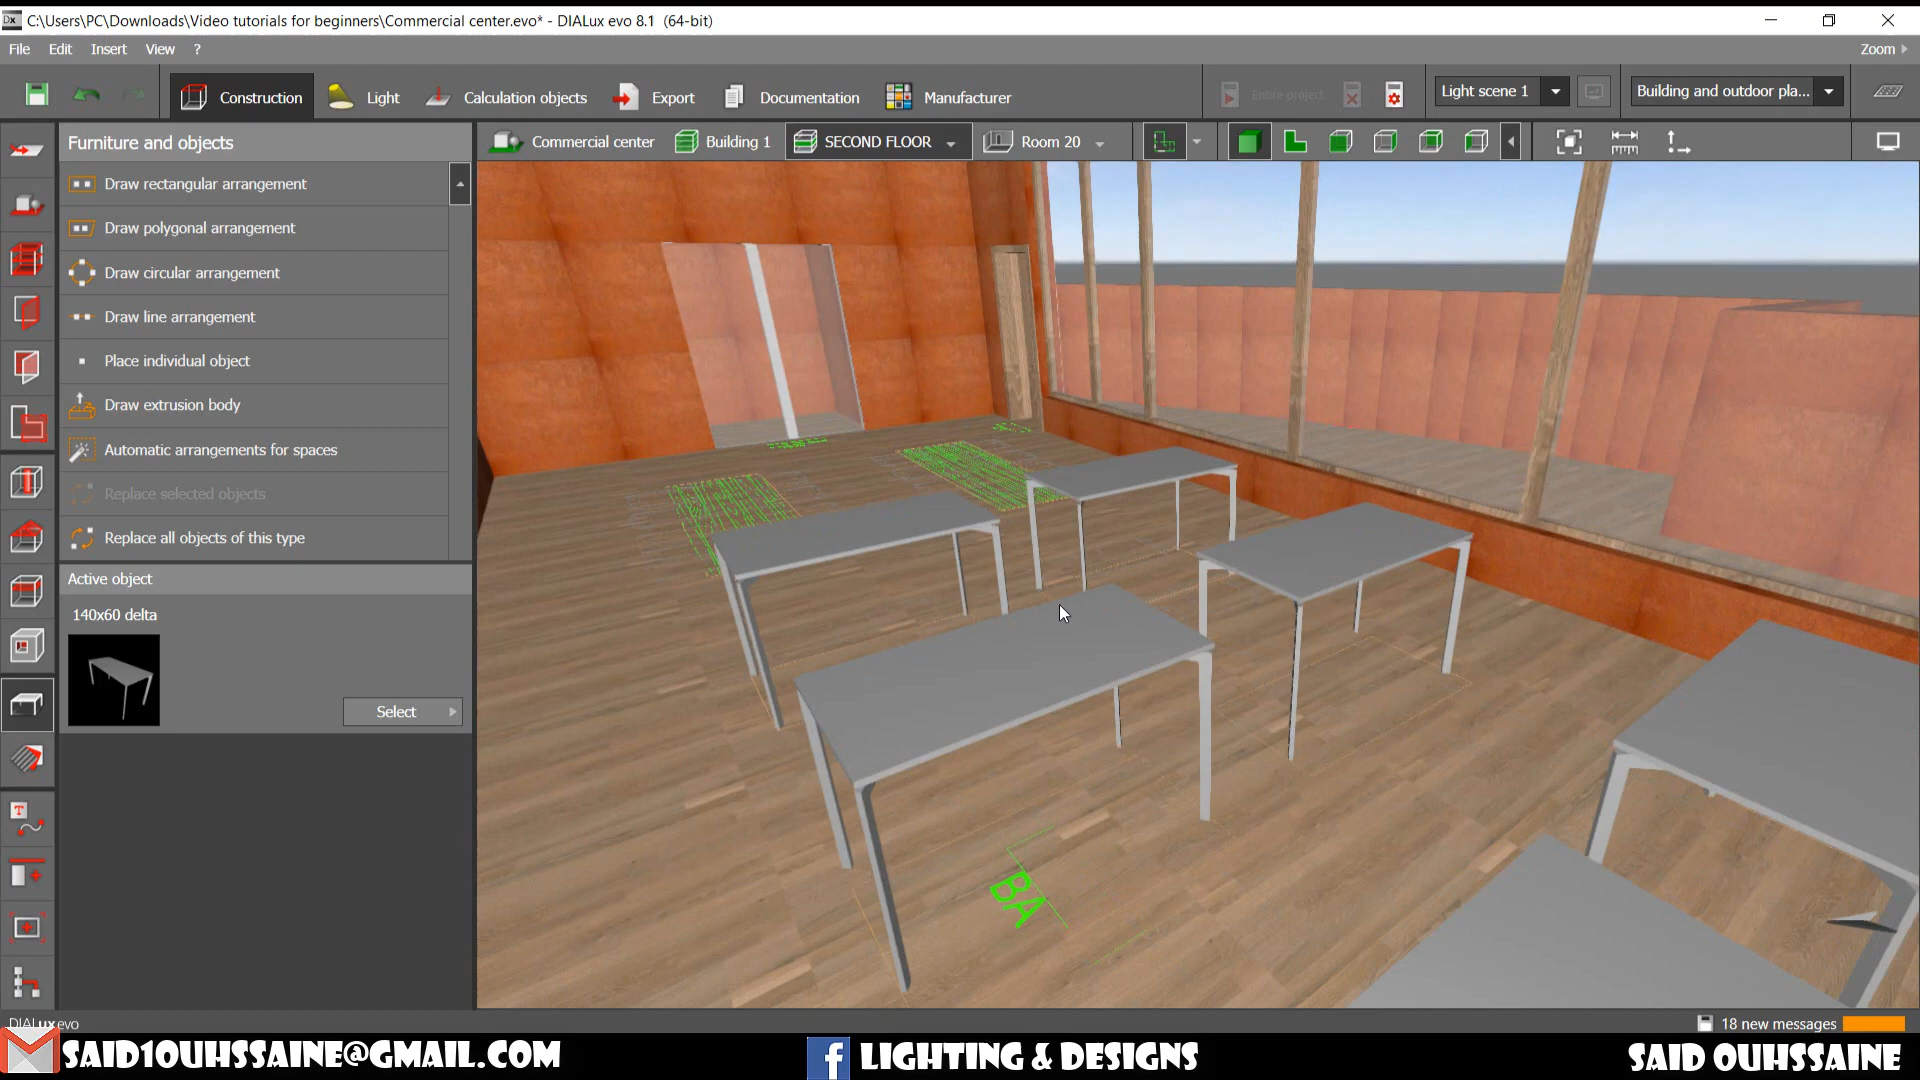 C:\Users\PC\Downloads\Video tutorials for beginners\Commercial center.evo* - DIALux evo 8.1 (64-bit)
File Edit Insert View ? Zoom
Construction Light Calculation objects Export Documentation Manufacturer Entire project Light scene 1 Building and outdoor pla...
Furniture and objects
Commercial center Building 1 SECOND FLOOR Room 20
Draw rectangular arrangement
Draw polygonal arrangement
Draw circular arrangement
Draw line arrangement
Place individual object
Draw extrusion body
Automatic arrangements for spaces
Replace selected objects
Replace all objects of this type
Active object
140x60 delta
Select
BA
DIALux evo
18 new messages
SAID1OUHSSAINE@GMAIL.COM
LIGHTING & DESIGNS
SAID OUHSSAINE